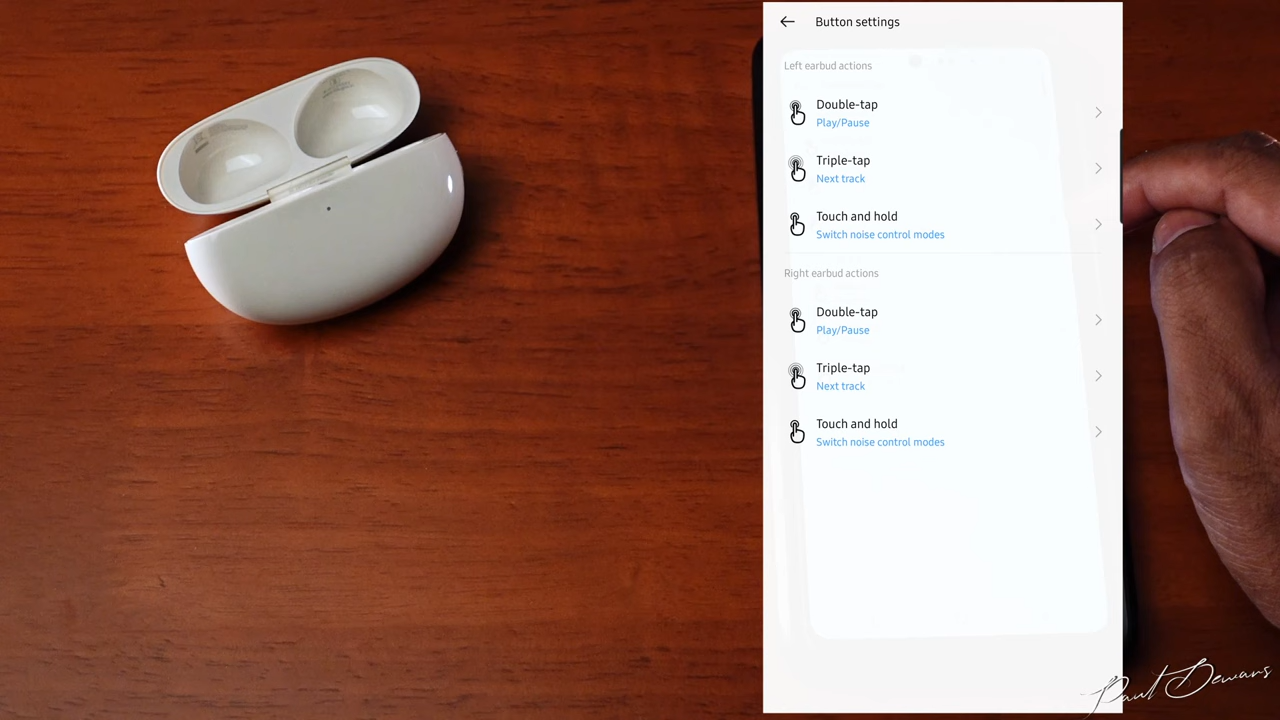 Button settings
Left earbud actions
Double-tap
Play/Pause
Triple-tap
Next track
Touch and hold
Switch noise control modes
Right earbud actions
Double-tap
Play/Pause
Triple-tap
Next track
Touch and hold
Switch noise control modes
Paul Dewars